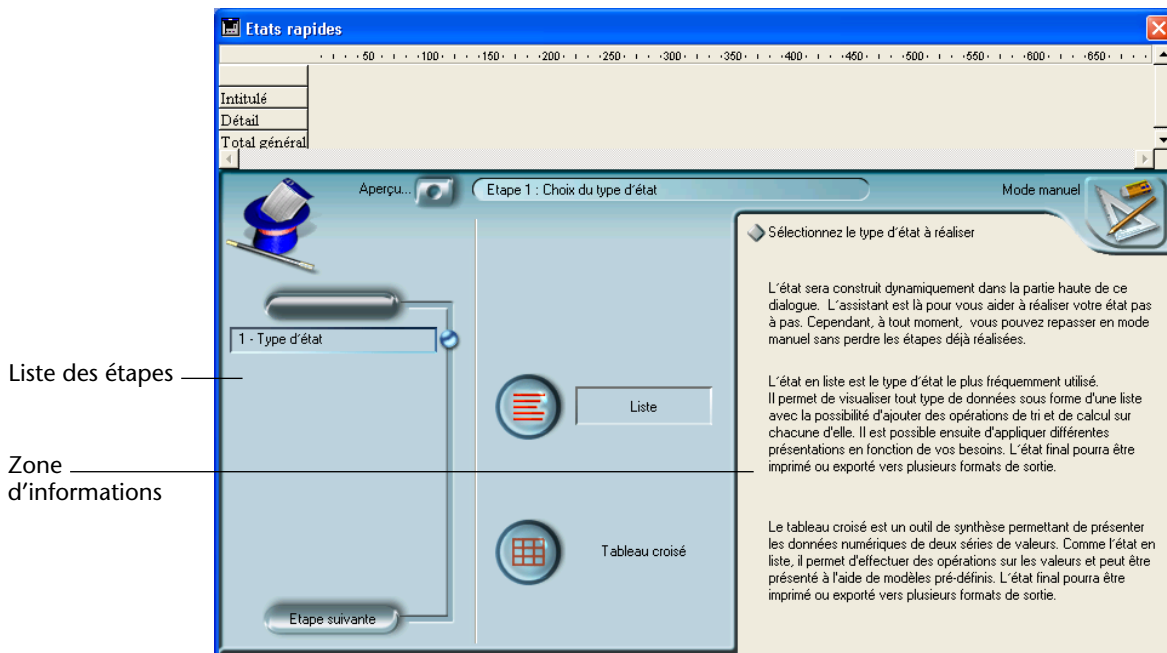 Etats rapides
50 100 150 200 250 300 350 400 450 500 550 600 650
Intitulé
Détail
Total général
Aperçu...
Etape 1 : Choix du type d´état
Mode manuel
Sélectionnez le type d´état à réaliser
L´état sera construit dynamiquement dans la partie haute de ce
dialogue. L´assistant est là pour vous aider à réaliser votre état pas
à pas. Cependant, à tout moment, vous pouvez repasser en mode
manuel sans perdre les étapes déjà réalisées.
1 - Type d´état
Liste des étapes
Liste
L´état en liste est le type d´état le plus fréquemment utilisé.
Il permet de visualiser tout type de données sous forme d'une liste
avec la possibilité d'ajouter des opérations de tri et de calcul sur
chacune d'elle. Il est possible ensuite d'appliquer différentes
présentations en fonction de vos besoins. L´état final pourra être
imprimé ou exporté vers plusieurs formats de sortie.
Zone
d’informations
Tableau croisé
Le tableau croisé est un outil de synthèse permettant de présenter
les données numériques de deux séries de valeurs. Comme l´état en
liste, il permet d'effectuer des opérations sur les valeurs et peut être
présenté à l'aide de modèles pré-définis. L´état final pourra être
imprimé ou exporté vers plusieurs formats de sortie.
Etape suivante